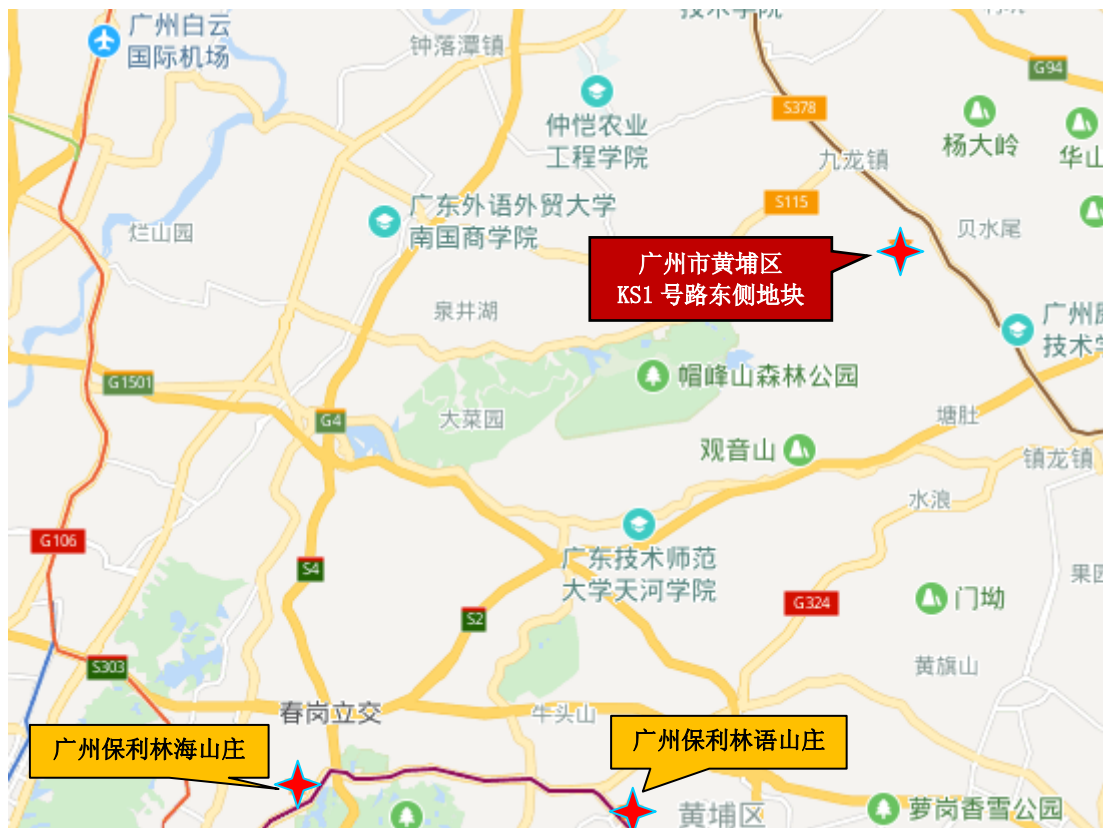 技术学院
广州白云
国际机场
钟落潭镇
G94
S378
仲恺农业
工程学院
杨大岭
华山
九龙镇
S115
广东外语外贸大学
南国商学院
烂山园
贝水尾
广州市黄埔区
KS1 号路东侧地块
泉井湖
广州
技术学
G1501
帽峰山森林公园
G4
大菜园
塘肚
观音山
镇龙镇
水浪
G106
广东技术师范
大学天河学院
S4
果园
G324
门坳
S2
S303
黄旗山
春岗立交
牛头山
广州保利林海山庄
广州保利林语山庄
黄埔区
萝岗香雪公园